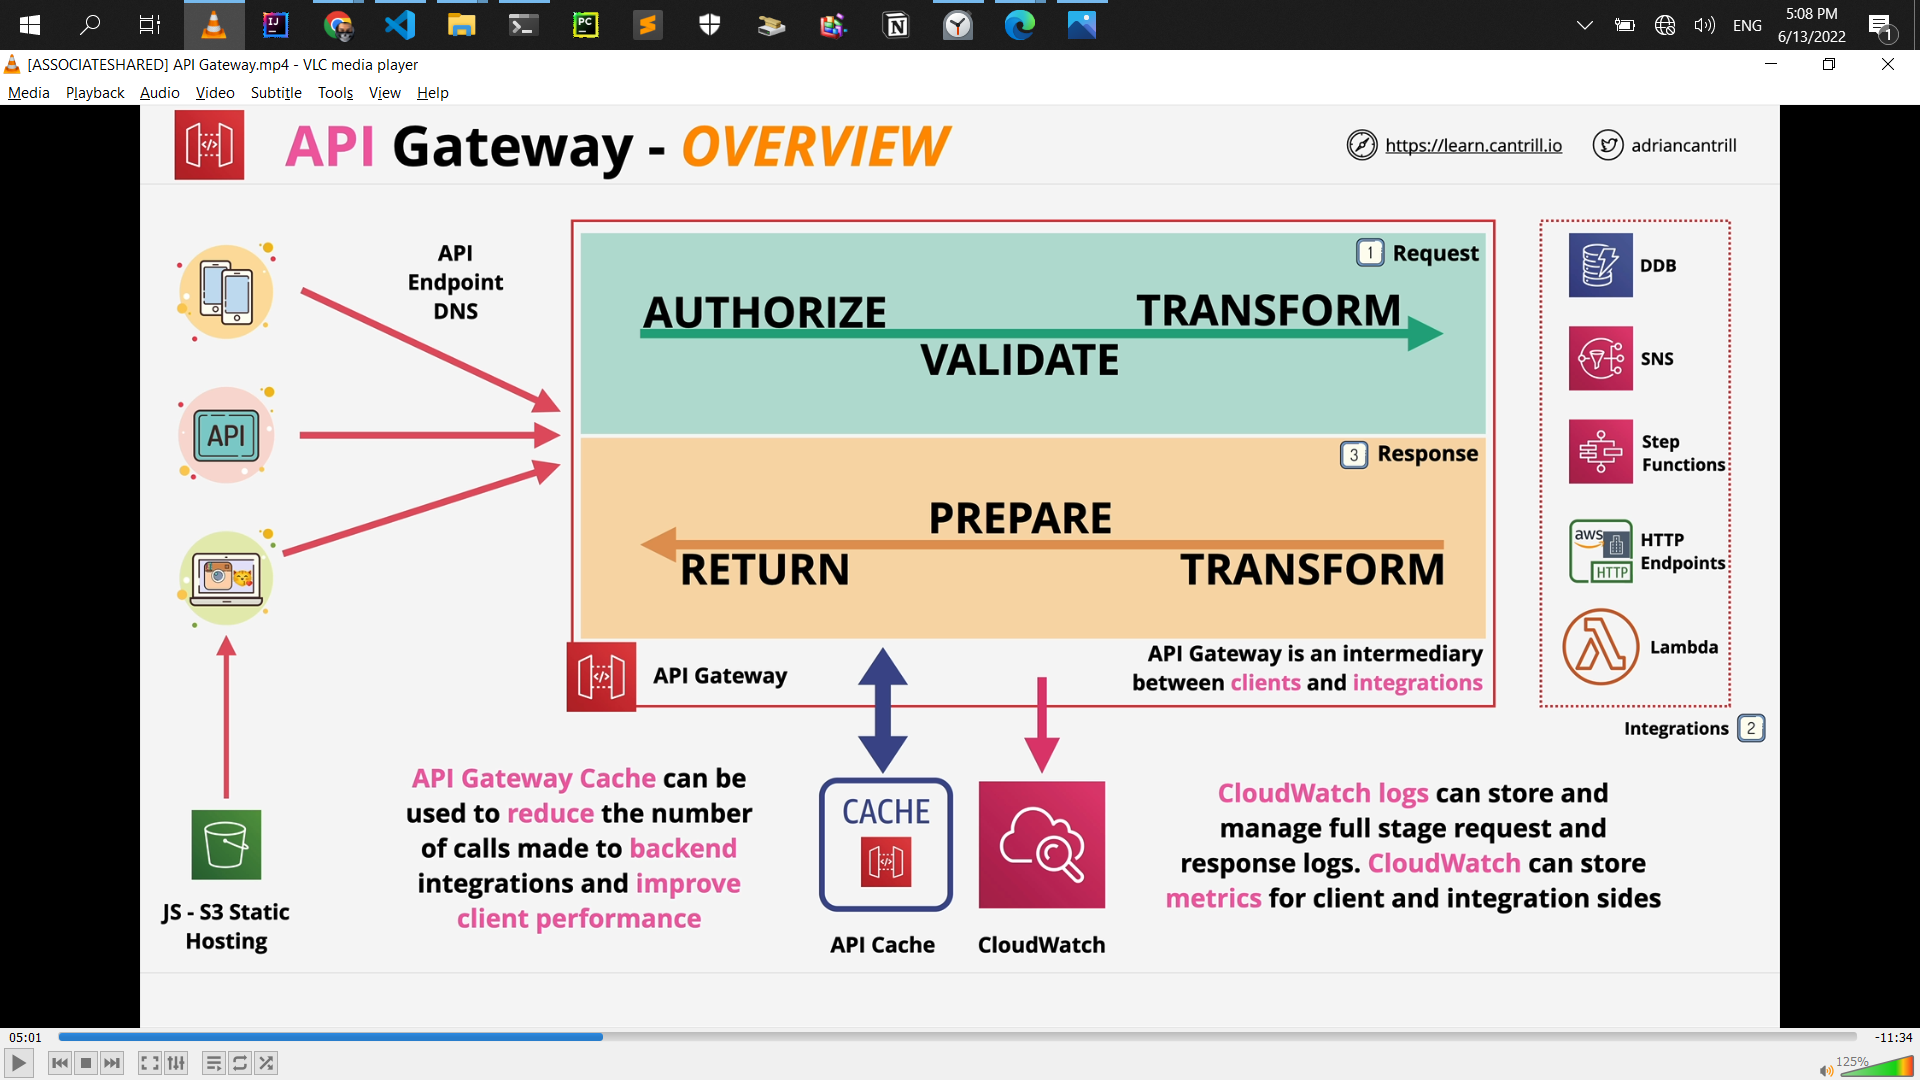 ENG
5:08 PM
6/13/2022
1
[ASSOCIATESHARED] API Gateway.mp4 - VLC media player
Media Playback Audio Video Subtitle Tools View Help
API Gateway - OVERVIEW
https://learn.cantrill.io
adriancantrill
API
Endpoint
DNS
1 Request
AUTHORIZE
TRANSFORM
VALIDATE
API
3 Response
PREPARE
RETURN
TRANSFORM
API Gateway
API Gateway is an intermediary
between clients and integrations
DDB
SNS
Step
Functions
aws
HTTP
HTTP
Endpoints
Lambda
Integrations 2
JS - S3 Static
Hosting
API Gateway Cache can be
used to reduce the number
of calls made to backend
integrations and improve
client performance
CACHE
API Cache
CloudWatch
CloudWatch logs can store and
manage full stage request and
response logs. CloudWatch can store
metrics for client and integration sides
05:01
-11:34
125%